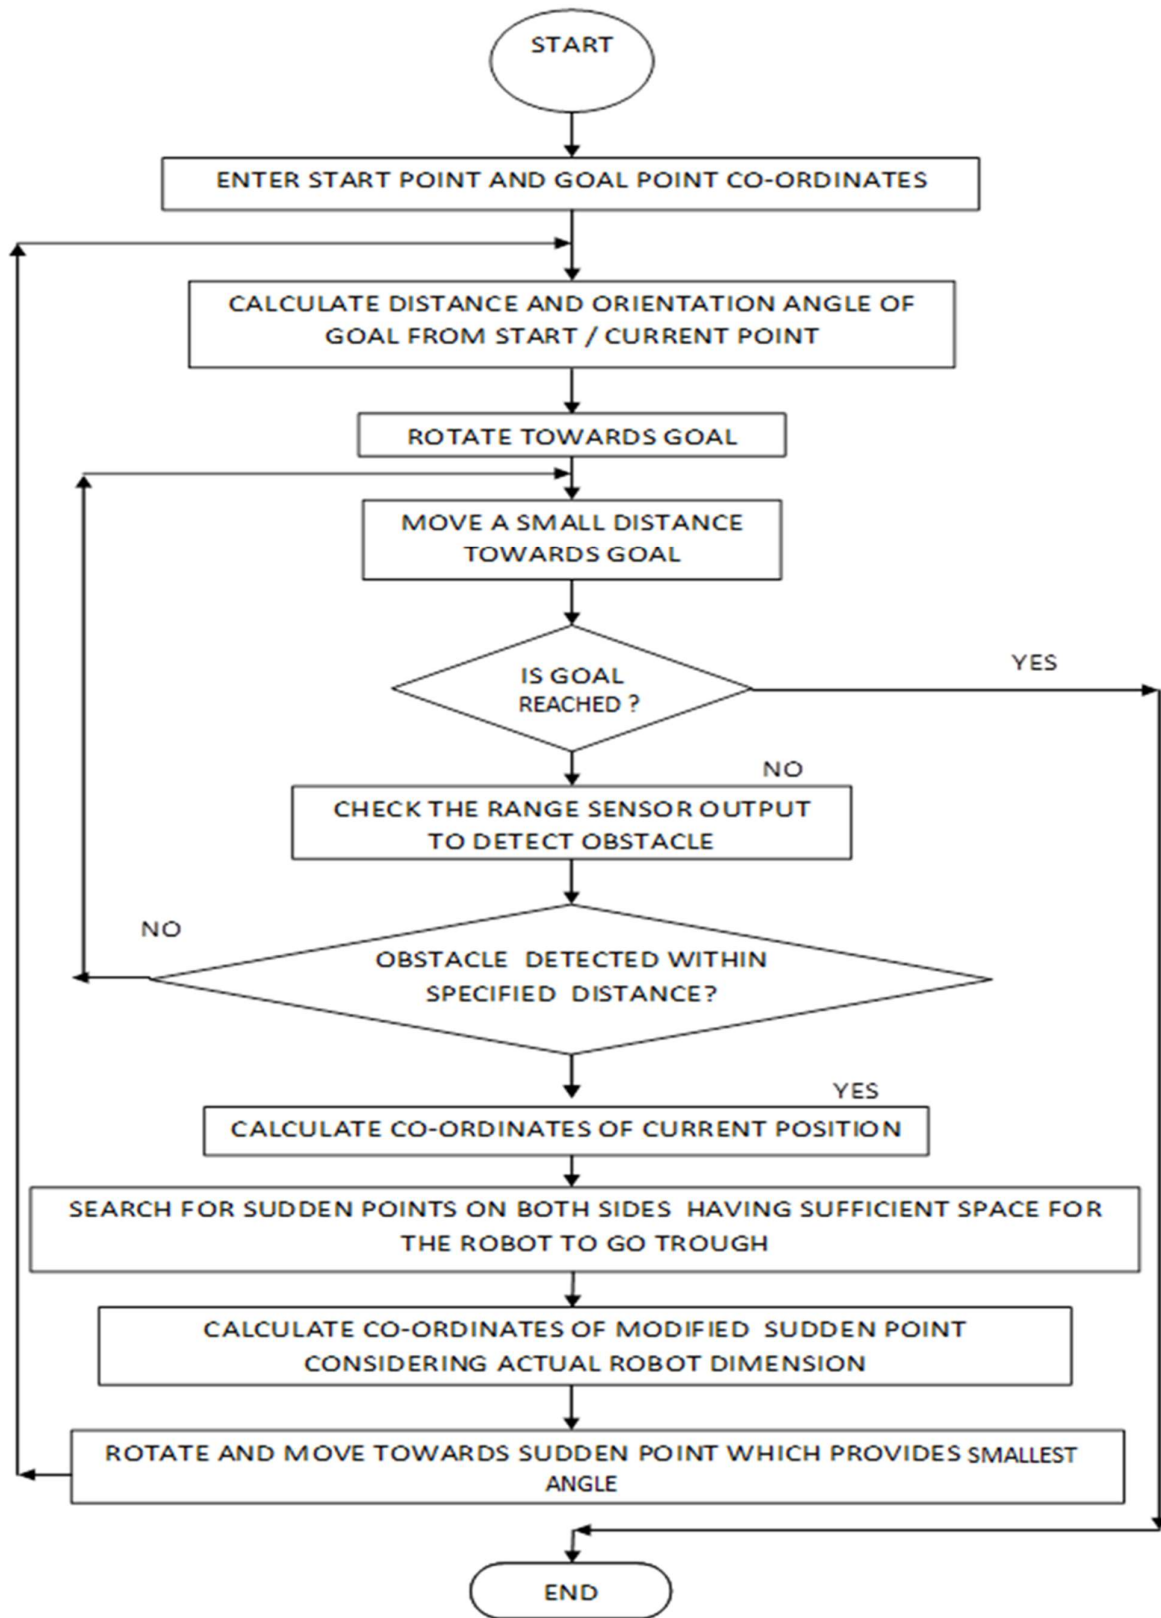 START
ENTER START POINT AND GOAL POINT CO-ORDINATES
CALCULATE DISTANCE AND ORIENTATION ANGLE OF
GOAL FROM START / CURRENT POINT
ROTATE TOWARDS GOAL
MOVE A SMALL DISTANCE
TOWARDS GOAL
IS GOAL
REACHED ?
YES
NO
CHECK THE RANGE SENSOR OUTPUT
TO DETECT OBSTACLE
NO
OBSTACLE DETECTED WITHIN
SPECIFIED DISTANCE?
YES
CALCULATE CO-ORDINATES OF CURRENT POSITION
SEARCH FOR SUDDEN POINTS ON BOTH SIDES HAVING SUFFICIENT SPACE FOR
THE ROBOT TO GO TROUGH
CALCULATE CO-ORDINATES OF MODIFIED SUDDEN POINT
CONSIDERING ACTUAL ROBOT DIMENSION
ROTATE AND MOVE TOWARDS SUDDEN POINT WHICH PROVIDES SMALLEST
ANGLE
END